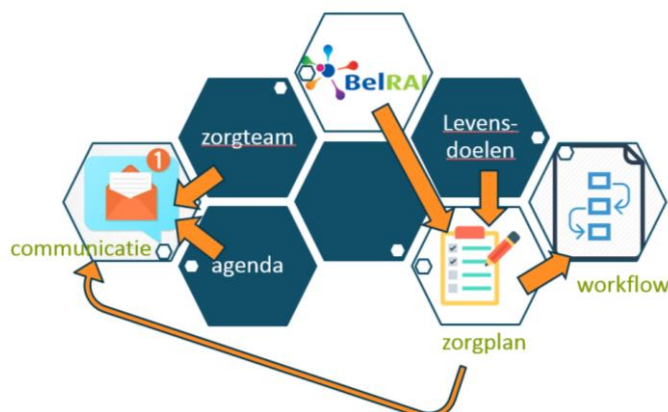 BelRAI
zorgteam
Levens-
doelen
1
communicatie
agenda
workflow
zorgplan